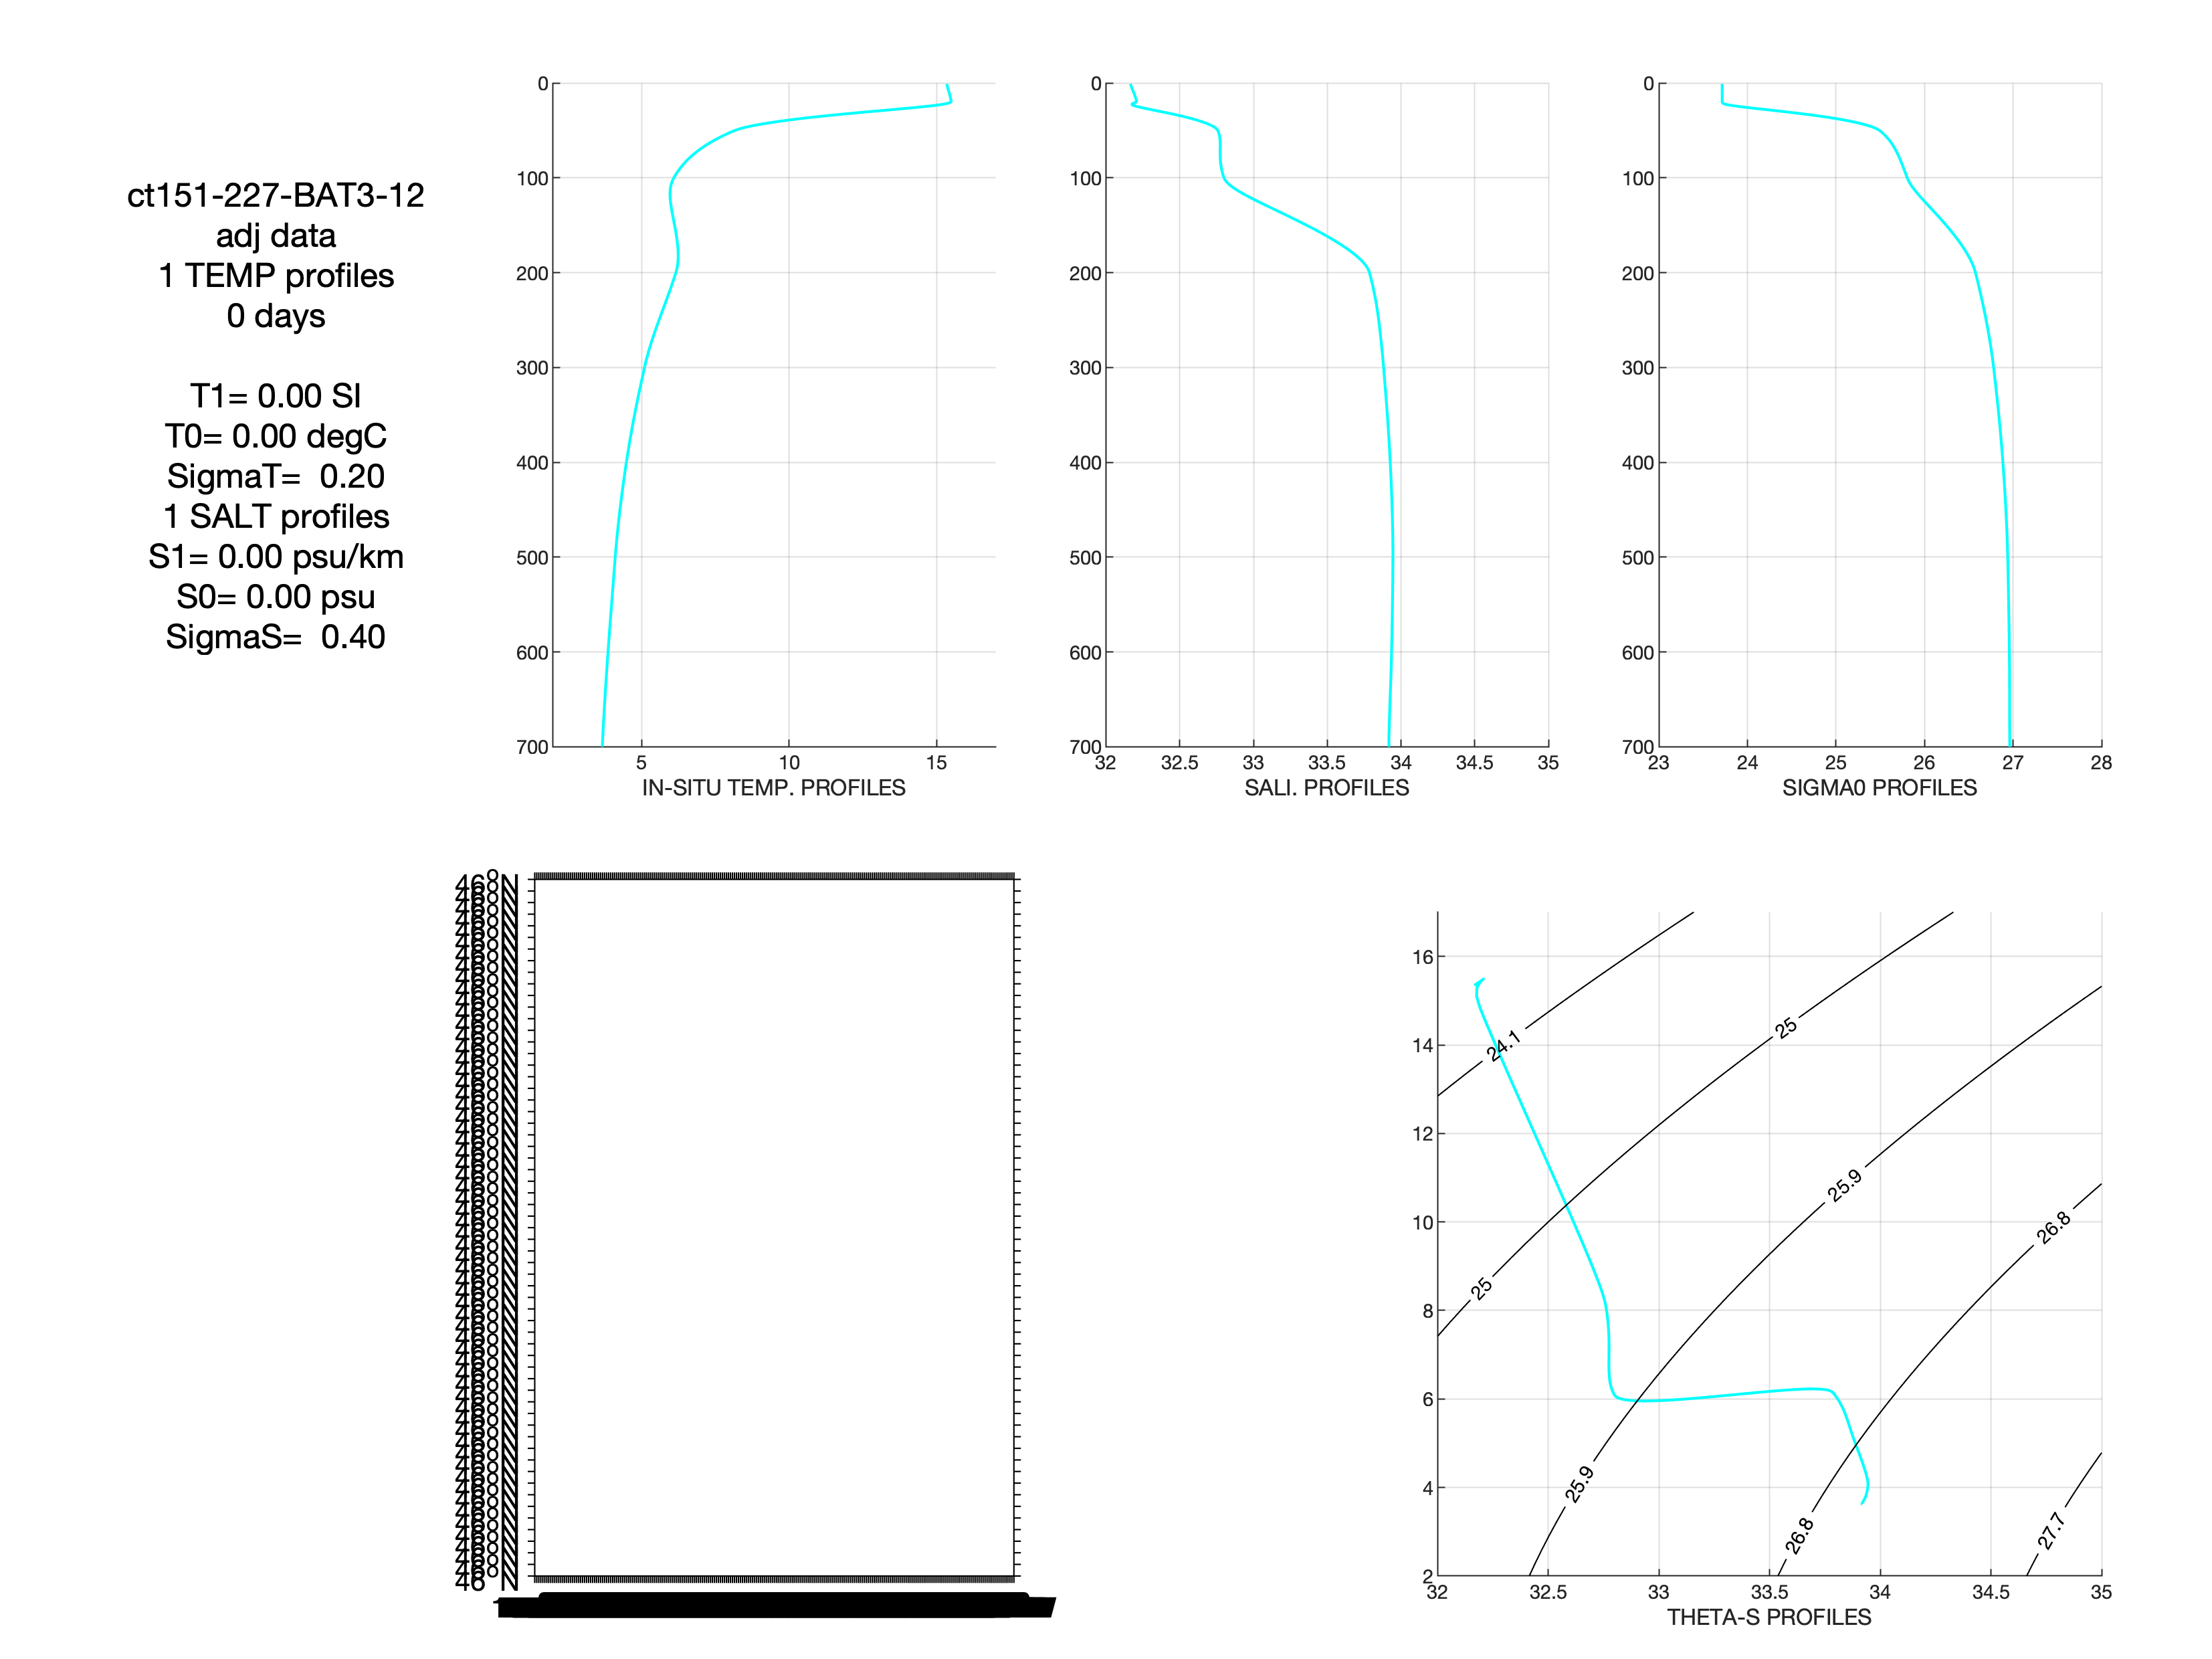 ct151-227-BAT3-12
adj data
1 TEMP profiles
0 days
T1= 0.00 SI
T0= 0.00 degC
SigmaT= 0.20
1 SALT profiles
S1= 0.00 psu/km
S0= 0.00 psu
SigmaS= 0.40
0
100
200
300
400
500
600
700
5 10 15
IN-SITU TEMP. PROFILES
0
100
200
300
400
500
600
700
32 32.5 33 33.5 34 34.5 35
SALI. PROFILES
0
100
200
300
400
500
600
700
23 24 25 26 27 28
SIGMA0 PROFILES
16
14
12
10
8
6
4
2
24.1
25
25
25.9
25.9
26.8
26.8
27.7
32 32.5 33 33.5 34 34.5 35
THETA-S PROFILES